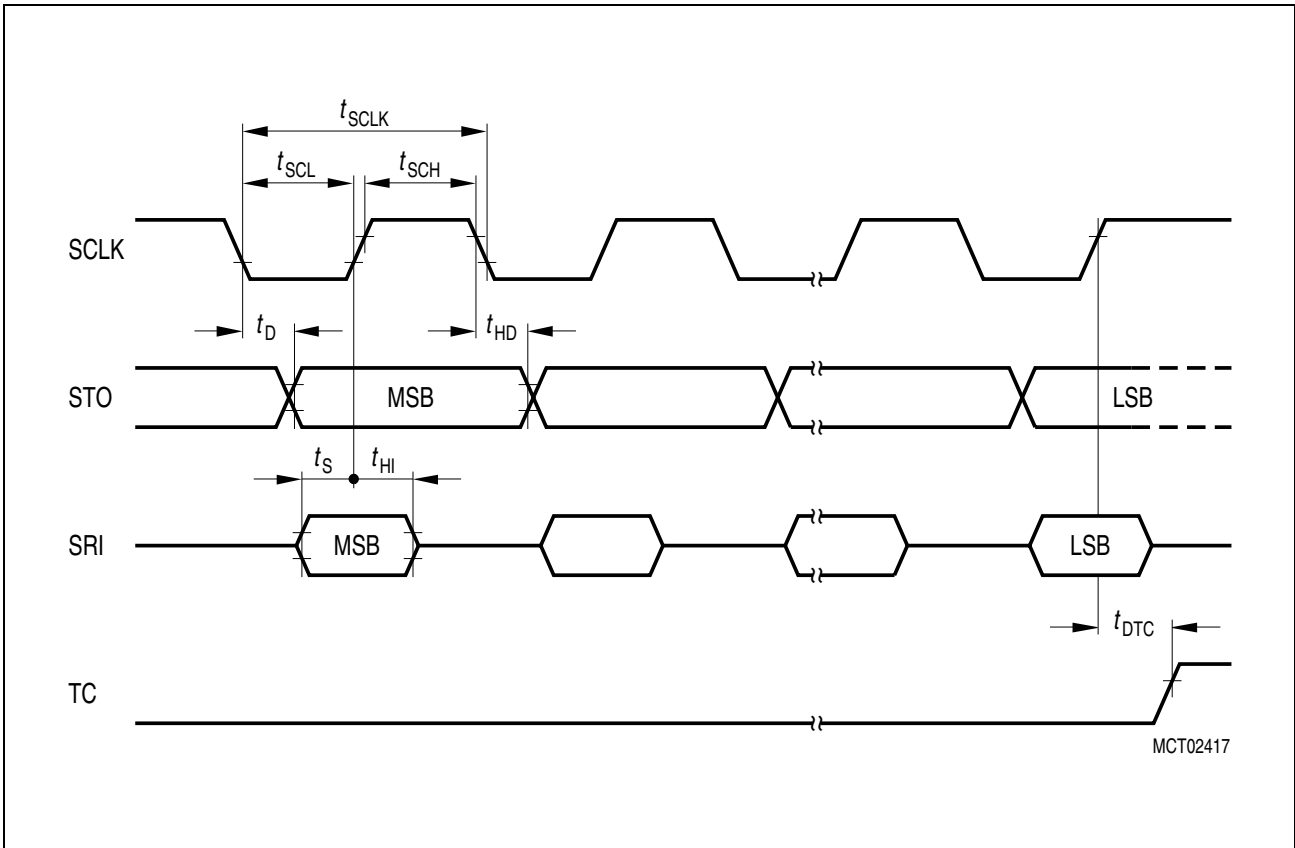 tSCLK
tSCL tSCH
SCLK
tD tHD
STO MSB LSB
tS tHI
SRI MSB LSB
tDTC
TC
MCT02417